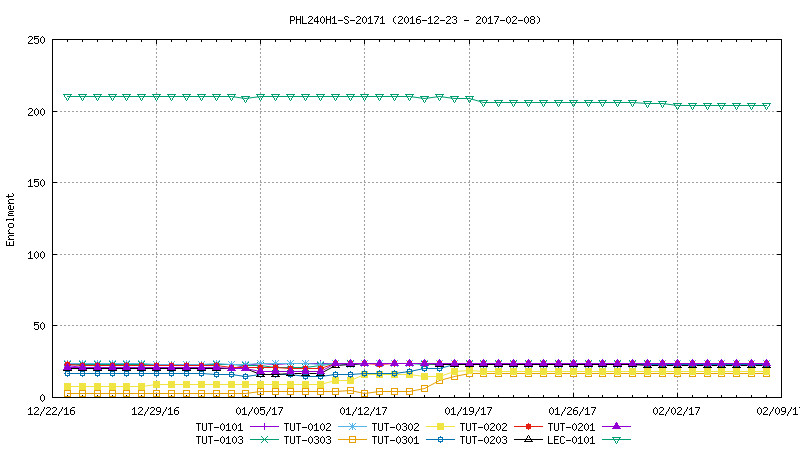 PHL240H1-S-20171 (2016-12-23 - 2017-02-08)
250
200
150
100
50
0
Enrolment
12/22/16 12/29/16 01/05/17 01/12/17 01/19/17 01/26/17 02/02/17 02/09/17
TUT-0101 TUT-0102 TUT-0302 TUT-0202 TUT-0201
TUT-0103 TUT-0303 TUT-0301 TUT-0203 LEC-0101